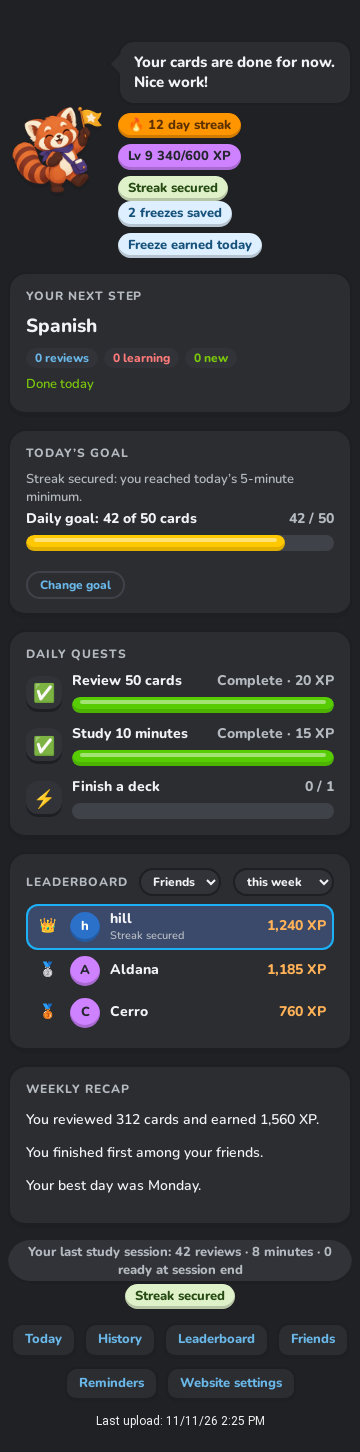 Your cards are done for now.
Nice work!
🔥 12 day streak
Lv 9 340/600 XP
Streak secured
2 freezes saved
Freeze earned today
YOUR NEXT STEP
Spanish
0 reviews 0 learning 0 new
Done today
TODAY'S GOAL
Streak secured: you reached today's 5-minute
minimum.
Daily goal: 42 of 50 cards 42 / 50
Change goal
DAILY QUESTS
Review 50 cards Complete · 20 XP
Study 10 minutes Complete · 15 XP
Finish a deck 0 / 1
LEADERBOARD Friends this week
h hill 1,240 XP
Streak secured
A Aldana 1,185 XP
C Cerro 760 XP
WEEKLY RECAP
You reviewed 312 cards and earned 1,560 XP.
You finished first among your friends.
Your best day was Monday.
Your last study session: 42 reviews · 8 minutes · 0
ready at session end
Streak secured
Today History Leaderboard Friends
Reminders Website settings
Last upload: 11/11/26 2:25 PM